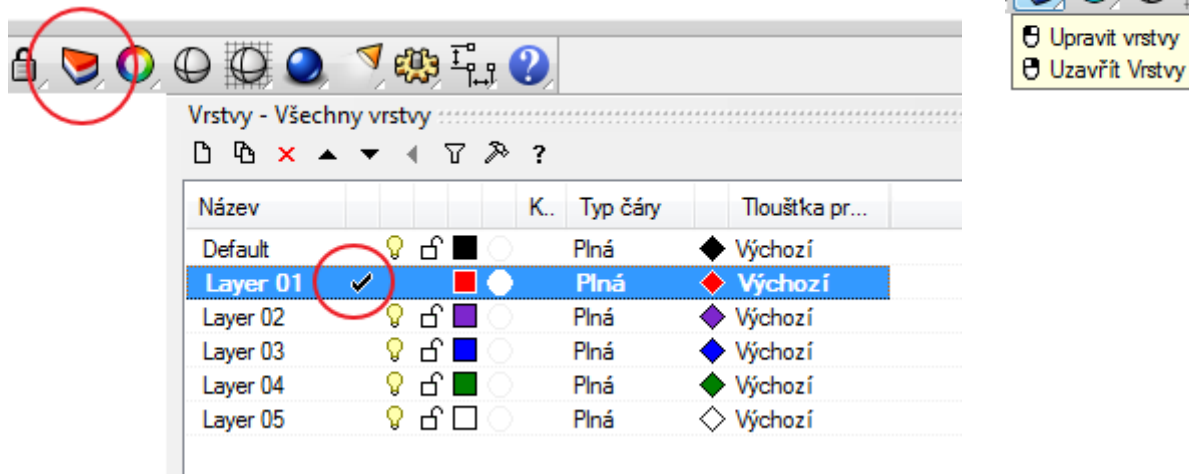 Upravit vrstvy
Uzavřít Vrstvy
Vrstvy - Všechny vrstvy
?
Název K.. Typ čáry Tloušťka pr...
Default Plná Výchozí
Layer 01 Plná Výchozí
Layer 02 Plná Výchozí
Layer 03 Plná Výchozí
Layer 04 Plná Výchozí
Layer 05 Plná Výchozí